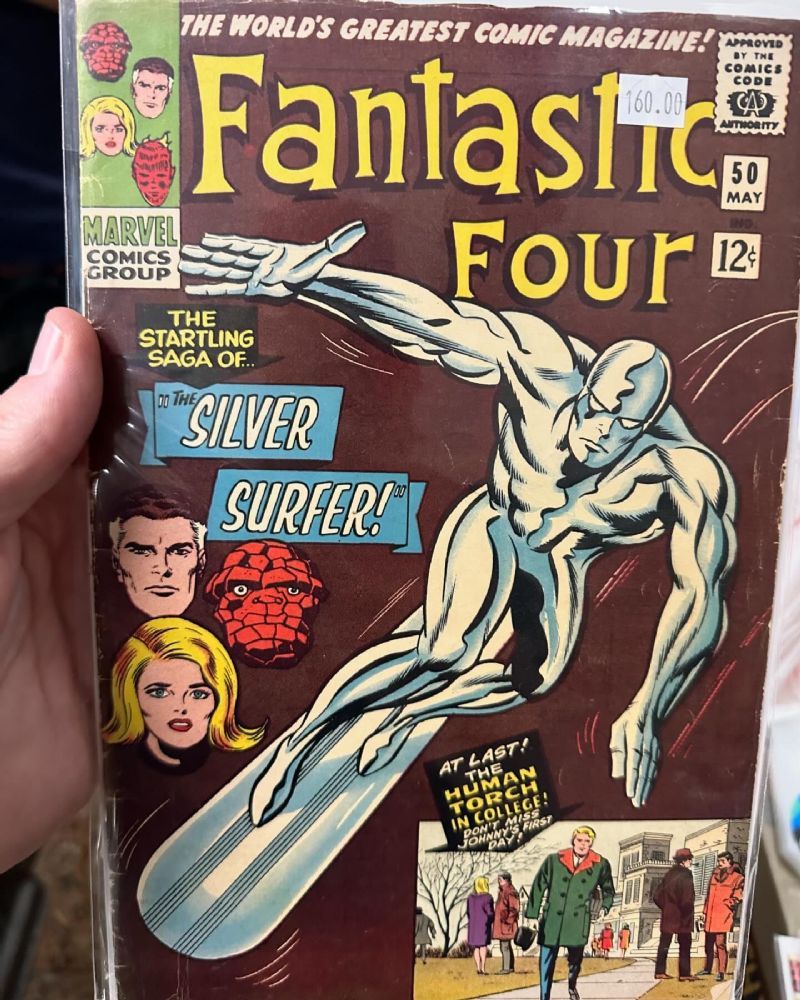 THE WORLD'S GREATEST COMIC MAGAZINE!
APPROVED
BY THE
COMICS
CODE
CA
AUTHORITY
Fantastic
160.00
Four
50
MAY
IND.
12¢
MARVEL
COMICS
GROUP
THE
STARTLING
SAGA OF...
"THE SILVER
SURFER!"
AT LAST!
THE
HUMAN
TORCH
IN COLLEGE!
DON'T MISS
JOHNNY'S FIRST
DAY!